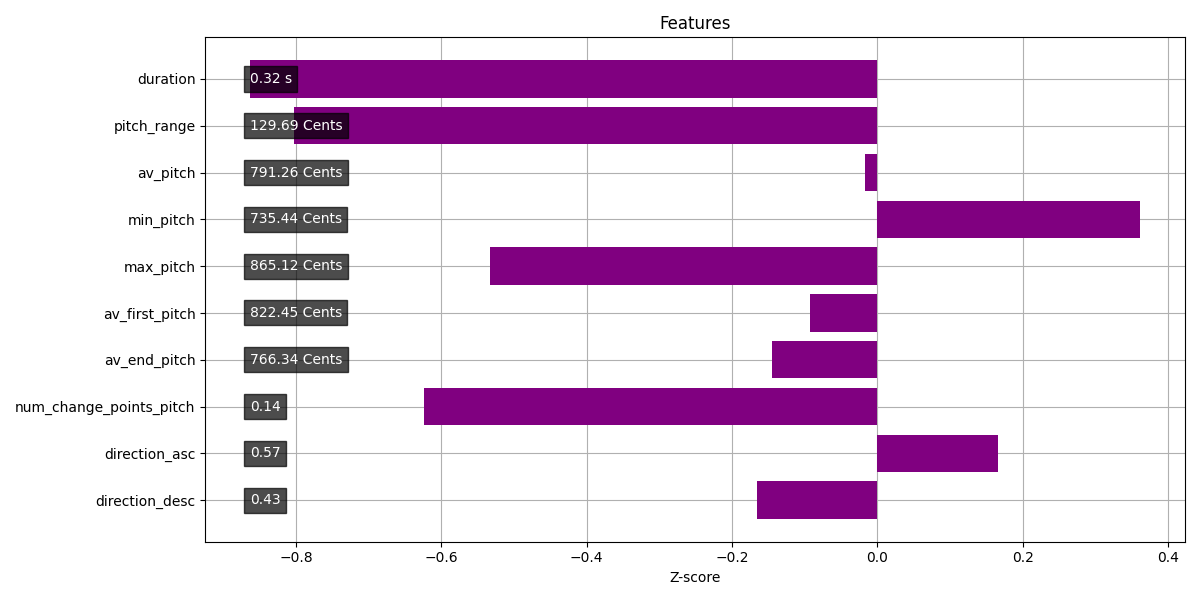 Features
duration 0.32 s
pitch_range 129.69 Cents
av_pitch 791.26 Cents
min_pitch 735.44 Cents
max_pitch 865.12 Cents
av_first_pitch 822.45 Cents
av_end_pitch 766.34 Cents
num_change_points_pitch 0.14
direction_asc 0.57
direction_desc 0.43
−0.8 −0.6 −0.4 −0.2 0.0 0.2 0.4
Z-score